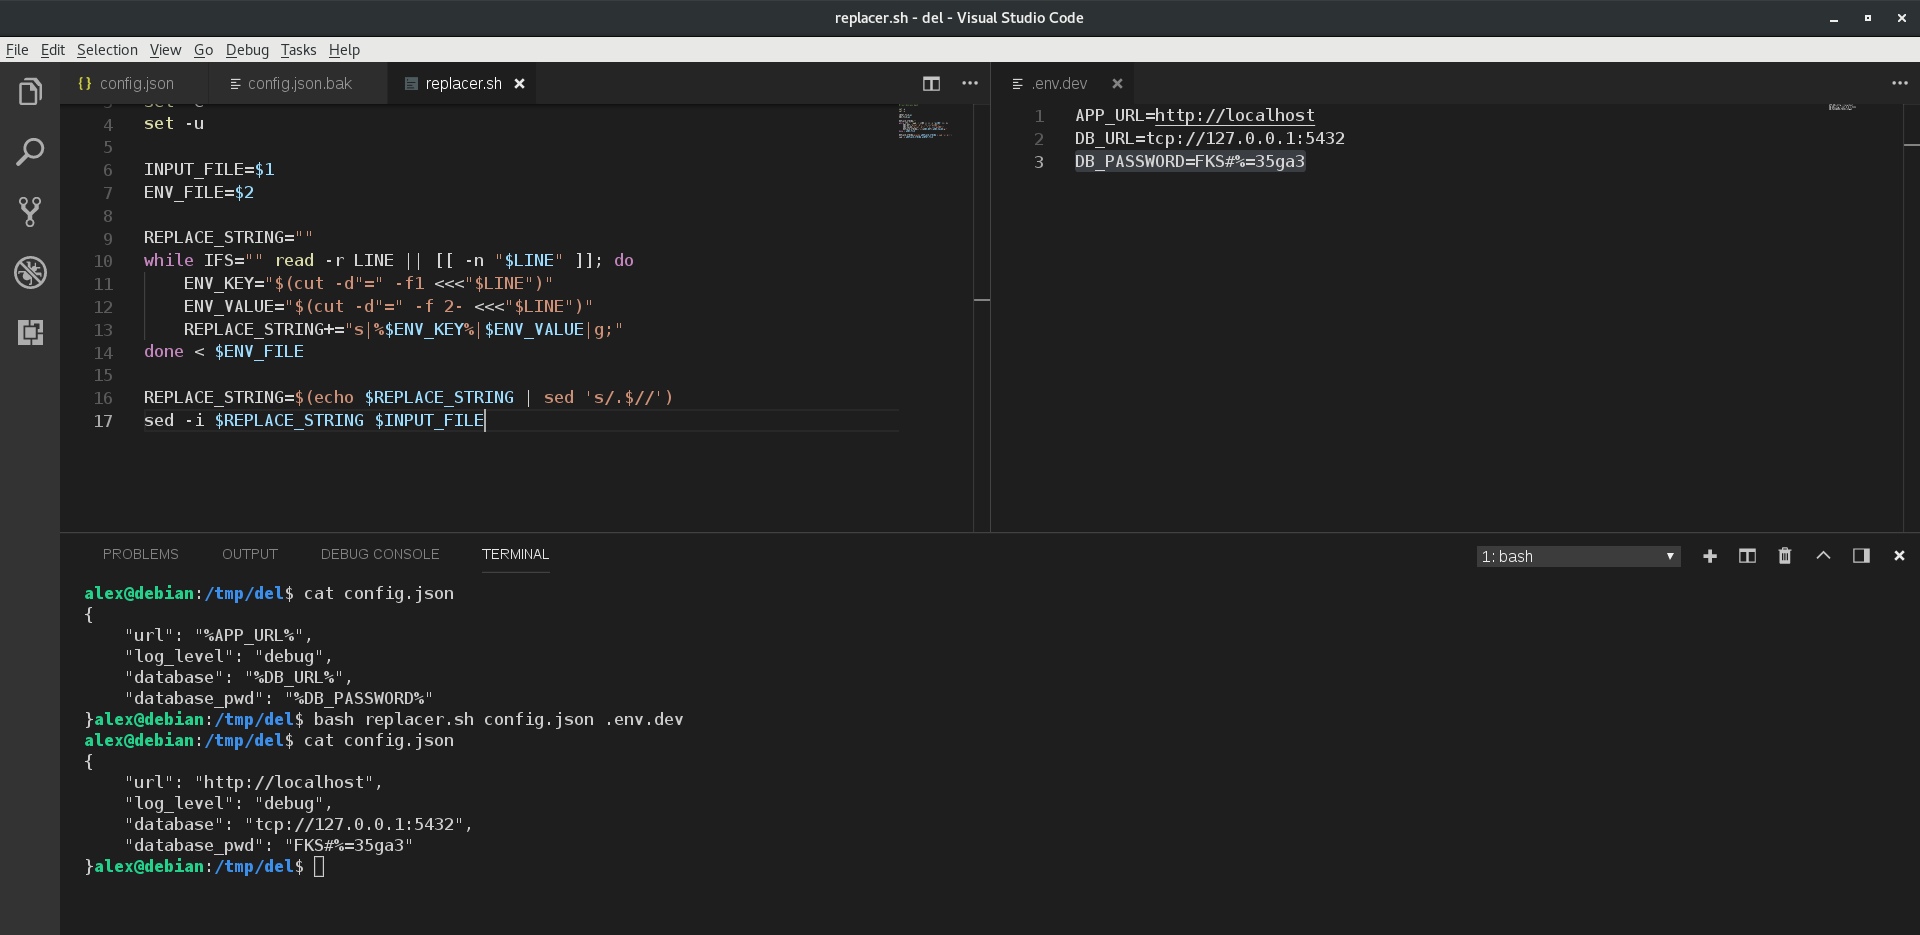 replacer.sh - del - Visual Studio Code
File Edit Selection View Go Debug Tasks Help
{} config.json
config.json.bak
replacer.sh
4 set -u
5
6 INPUT_FILE=$1
7 ENV_FILE=$2
8
9 REPLACE_STRING=""
10 while IFS="" read -r LINE || [[ -n "$LINE" ]]; do
11 ENV_KEY="$(cut -d"=" -f1 <<<"$LINE")"
12 ENV_VALUE="$(cut -d"=" -f 2- <<<"$LINE")"
13 REPLACE_STRING+="s|%$ENV_KEY%|$ENV_VALUE|g;"
14 done < $ENV_FILE
15
16 REPLACE_STRING=$(echo $REPLACE_STRING | sed 's/.$//')
17 sed -i $REPLACE_STRING $INPUT_FILE
.env.dev
1 APP_URL=http://localhost
2 DB_URL=tcp://127.0.0.1:5432
3 DB_PASSWORD=FKS#%=35ga3
PROBLEMS OUTPUT DEBUG CONSOLE TERMINAL
1: bash
alex@debian:/tmp/del$ cat config.json
{
"url": "%APP_URL%",
"log_level": "debug",
"database": "%DB_URL%",
"database_pwd": "%DB_PASSWORD%"
}alex@debian:/tmp/del$ bash replacer.sh config.json .env.dev
alex@debian:/tmp/del$ cat config.json
{
"url": "http://localhost",
"log_level": "debug",
"database": "tcp://127.0.0.1:5432",
"database_pwd": "FKS#%=35ga3"
}alex@debian:/tmp/del$